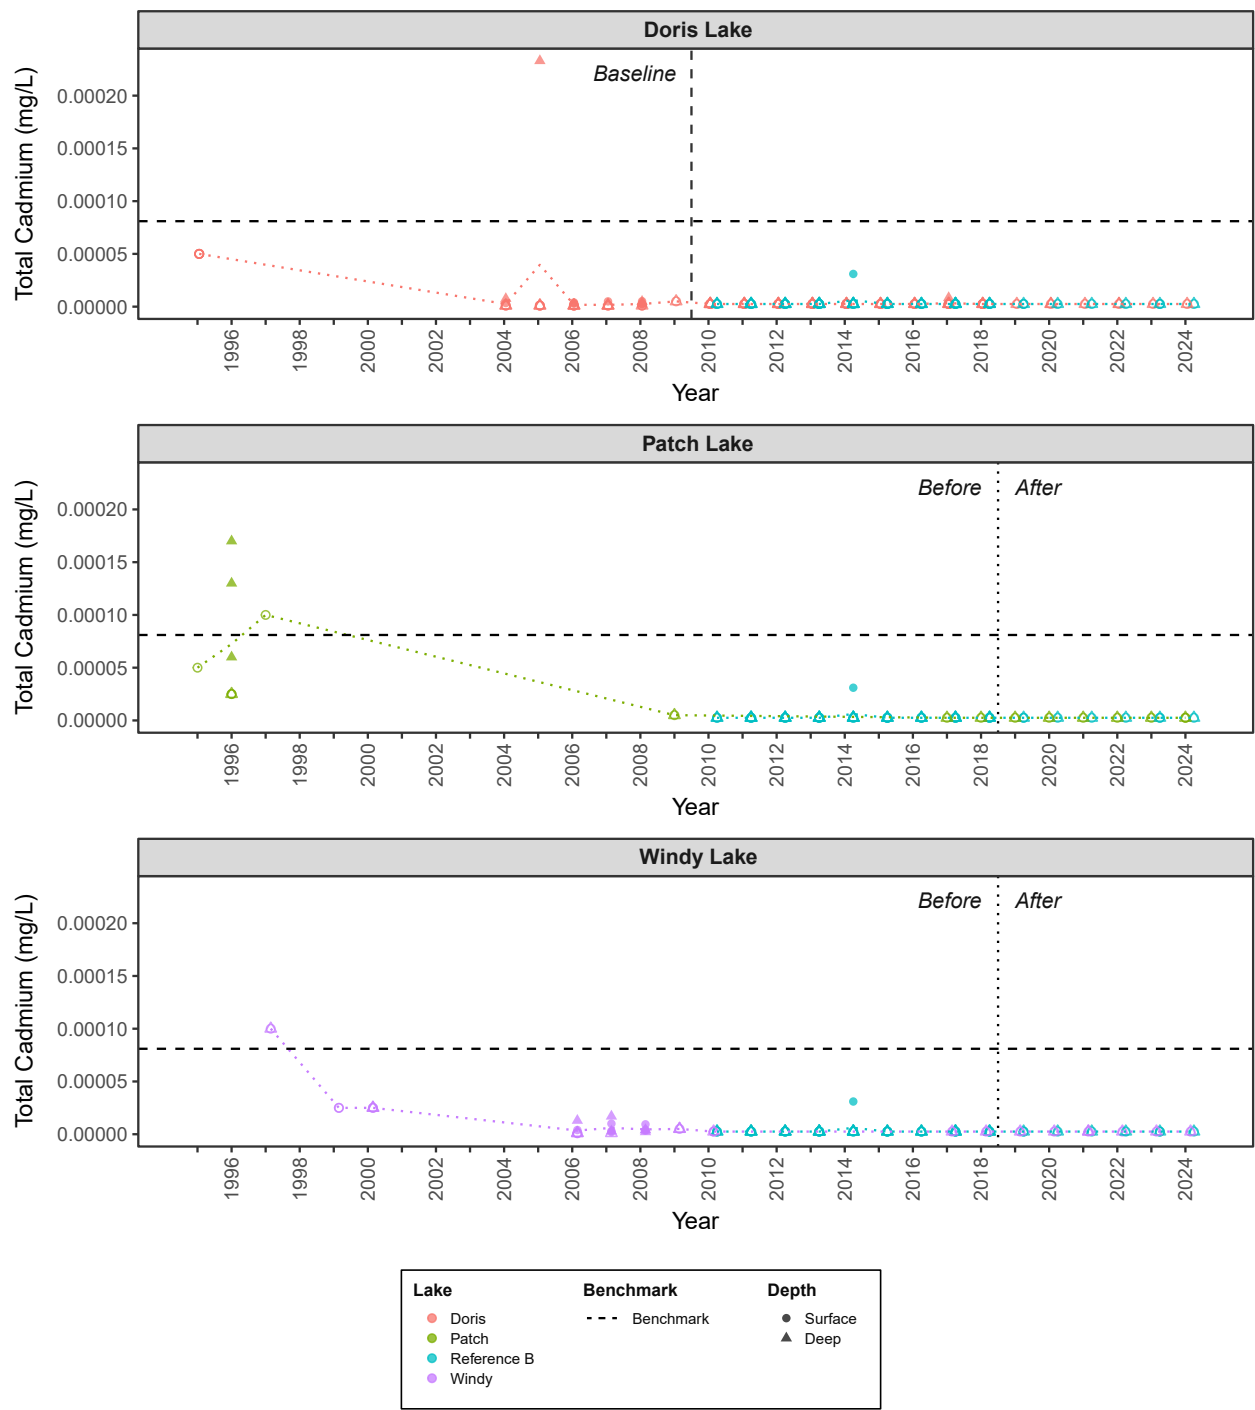 Doris Lake
Total Cadmium (mg/L)
Baseline
0.00020
0.00015
0.00010
0.00005
0.00000
1996 1998 2000 2002 2004 2006 2008 2010 2012 2014 2016 2018 2020 2022 2024
Year
Patch Lake
Total Cadmium (mg/L)
Before After
0.00020
0.00015
0.00010
0.00005
0.00000
1996 1998 2000 2002 2004 2006 2008 2010 2012 2014 2016 2018 2020 2022 2024
Year
Windy Lake
Total Cadmium (mg/L)
Before After
0.00020
0.00015
0.00010
0.00005
0.00000
1996 1998 2000 2002 2004 2006 2008 2010 2012 2014 2016 2018 2020 2022 2024
Year
Lake Benchmark Depth
Doris Benchmark Surface
Patch Deep
Reference B
Windy